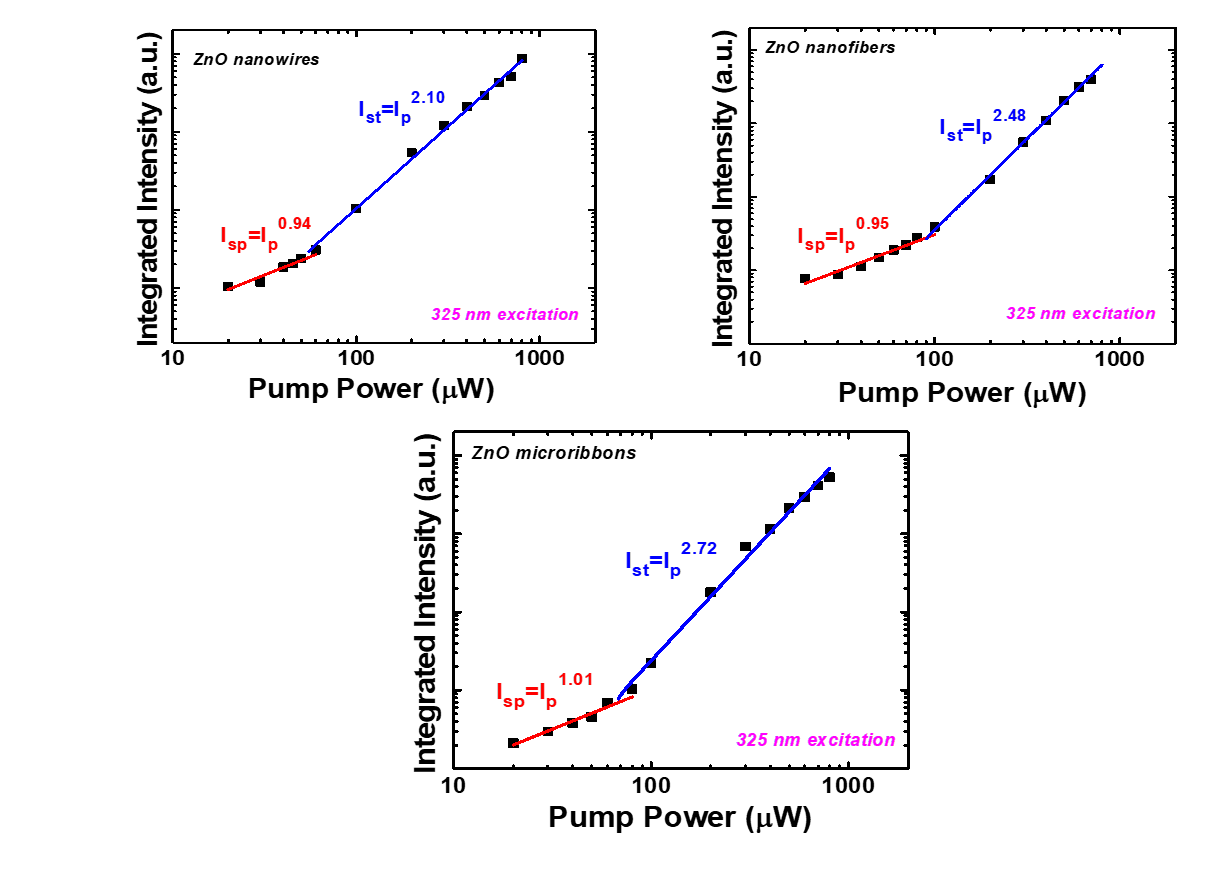 ZnO nanowires
Integrated Intensity (a.u.)
Ist=Ip2.10
Isp=Ip0.94
325 nm excitation
10 100 1000
Pump Power (μW)
ZnO nanofibers
Integrated Intensity (a.u.)
Ist=Ip2.48
Isp=Ip0.95
325 nm excitation
10 100 1000
Pump Power (μW)
ZnO microribbons
Integrated Intensity (a.u.)
Ist=Ip2.72
Isp=Ip1.01
325 nm excitation
10 100 1000
Pump Power (μW)